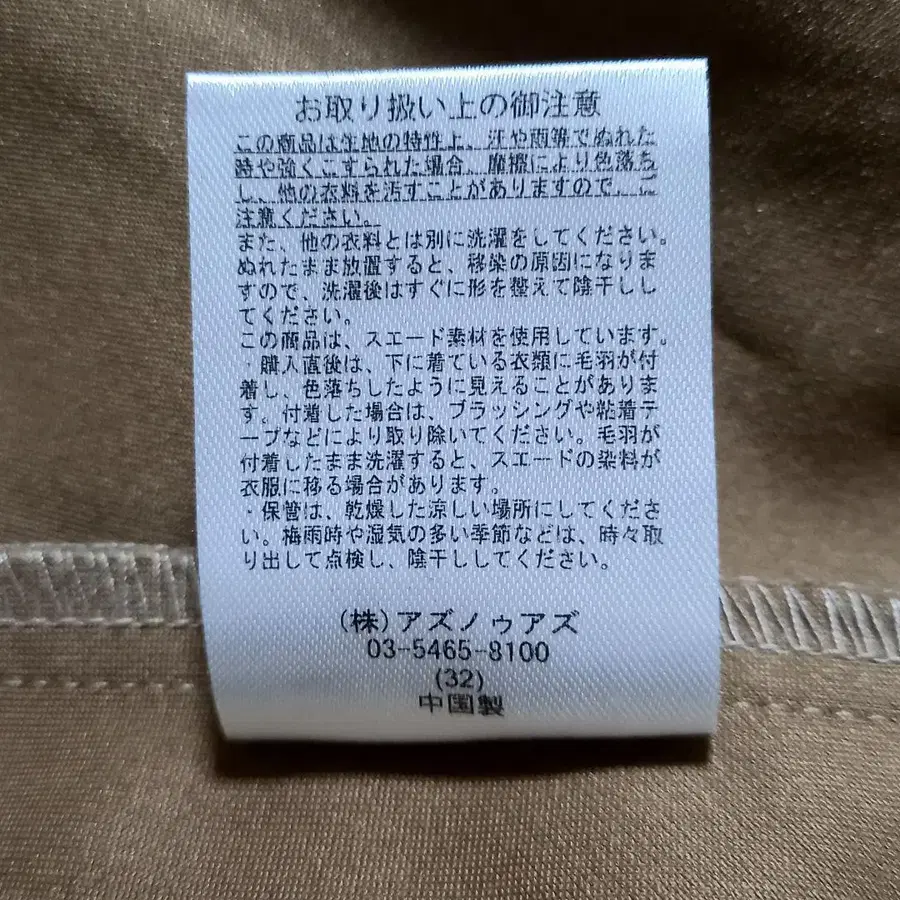 お取り扱い上の御注意
この商品は生地の特性上、汗や雨等でぬれた
時や強くこすられた場合、摩擦により色落ち
し、他の衣料を汚すことがありますので、ご
注意ください。
また、他の衣料とは別に洗濯をしてください。
ぬれたまま放置すると、移染の原因になりま
すので、洗濯後はすぐに形を整えて陰干しし
てください。
この商品は、スエード素材を使用しています。
・購入直後は、下に着ている衣類に毛羽が付
着し、色落ちしたように見えることがありま
す。付着した場合は、ブラッシングや粘着テ
ープなどにより取り除いてください。毛羽が
付着したまま洗濯すると、スエードの染料が
衣服に移る場合があります。
・保管は、乾燥した涼しい場所にしてくださ
い。梅雨時や湿気の多い季節などは、時々取
り出して点検し、陰干ししてください。
(株)アズノゥアズ
03-5465-8100
(32)
中国製